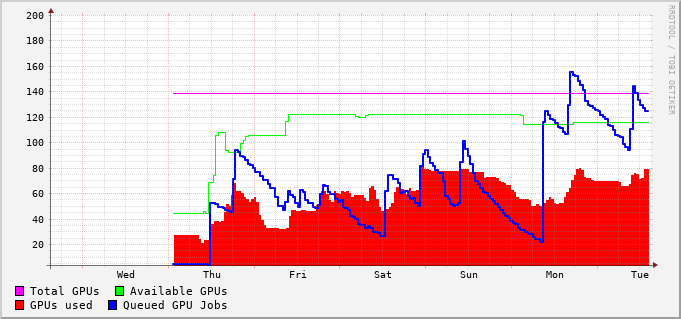 200
180
160
140
120
100
80
60
40
20
Wed Thu Fri Sat Sun Mon Tue
Total GPUs Available GPUs
GPUs used Queued GPU Jobs
RRDTOOL / TOBI OETIKER